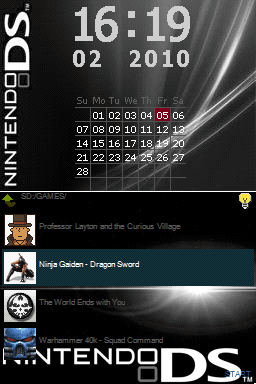 NINTENDO DS
16:19
02 2010
Su Mo Tu We Th Fr Sa
01 02 03 04 05 06
07 08 09 10 11 12 13
14 15 16 17 18 19 20
21 22 23 24 25 26 27
28
SD:/GAMES/
Professor Layton and the Curious Village
Ninja Gaiden - Dragon Sword
The World Ends with You
Warhammer 40k - Squad Command
NINTENDO DS TM
START